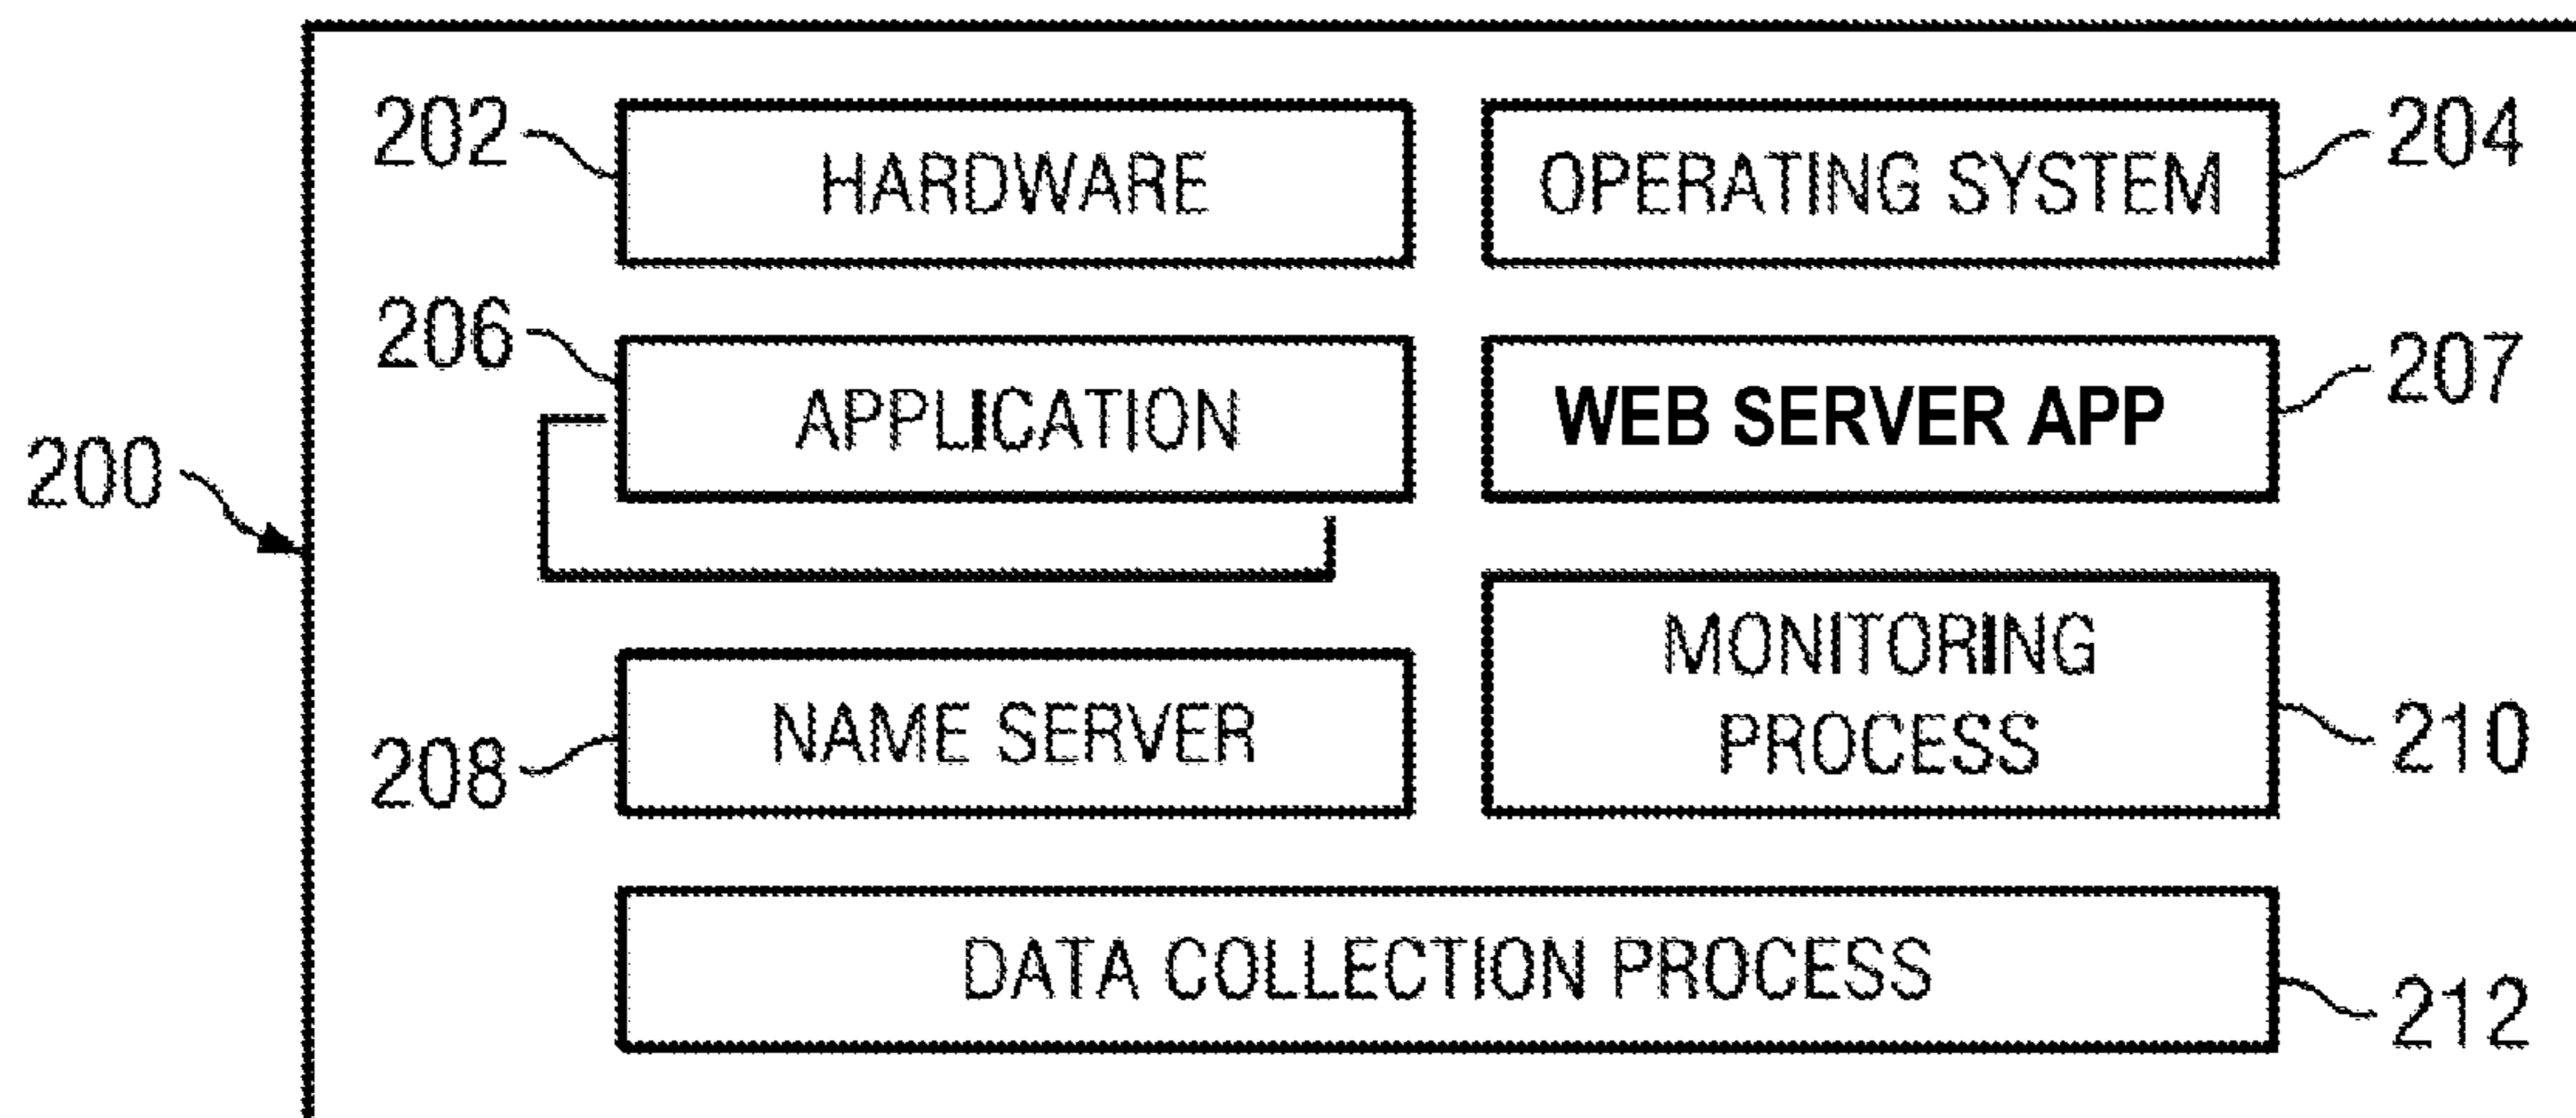 202 HARDWARE OPERATING SYSTEM 204
206 APPLICATION WEB SERVER APP 207
200
MONITORING
208 NAME SERVER PROCESS 210
DATA COLLECTION PROCESS 212